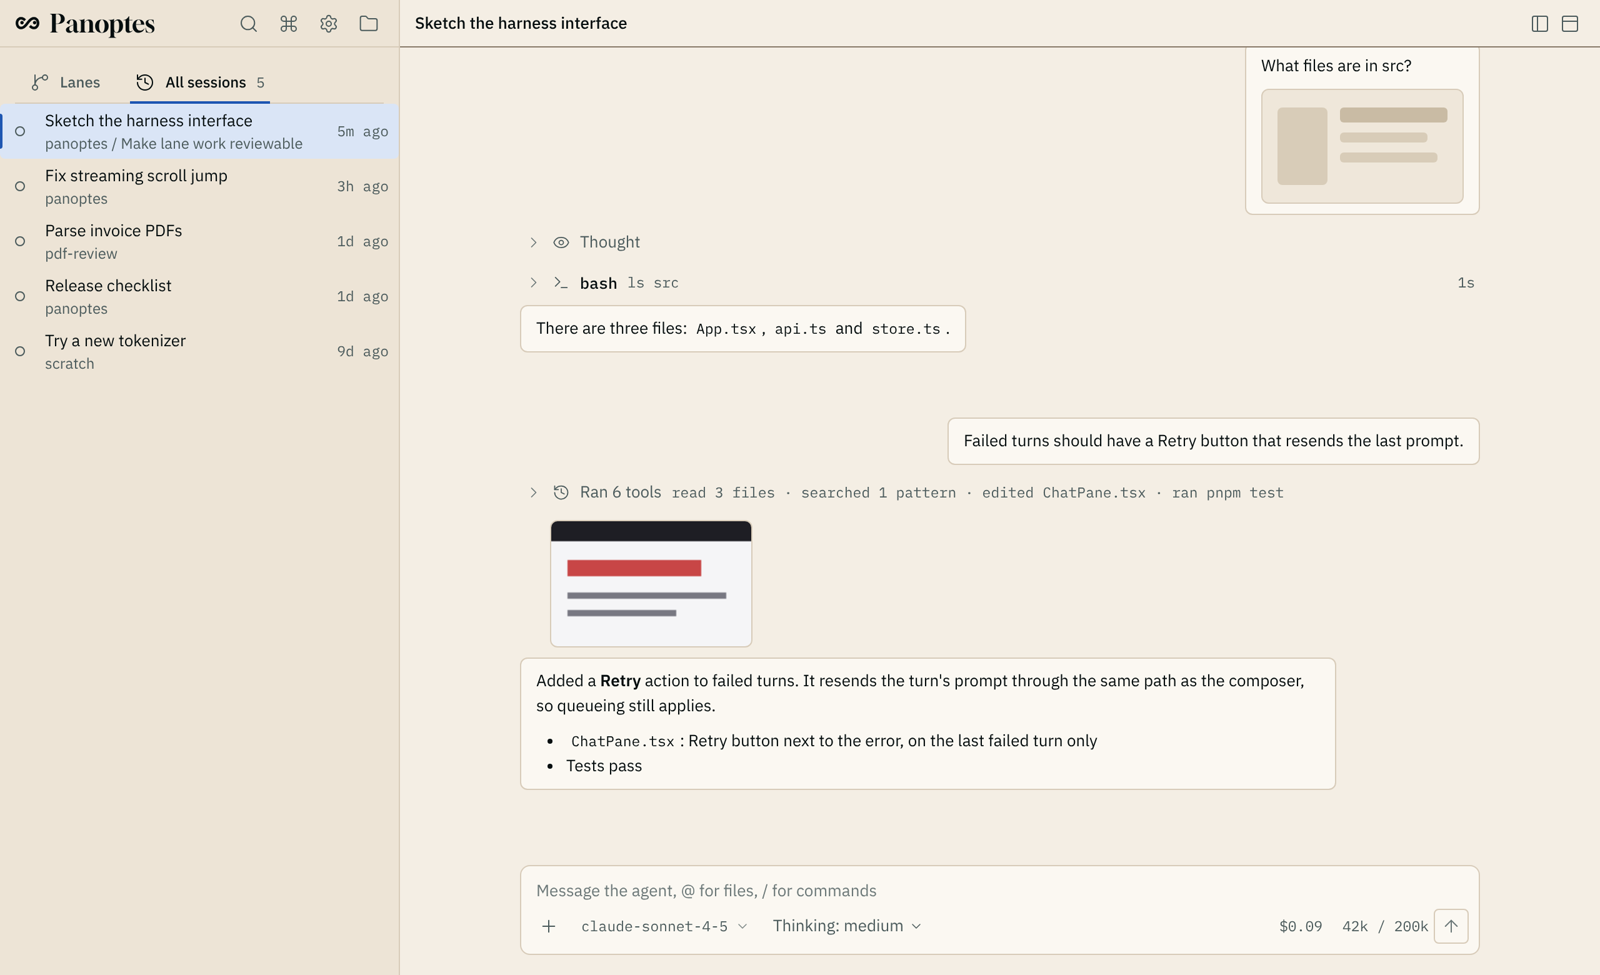 Panoptes
Lanes
All sessions 5
Sketch the harness interface
5m ago
panoptes / Make lane work reviewable
Fix streaming scroll jump
3h ago
panoptes
Parse invoice PDFs
1d ago
pdf-review
Release checklist
1d ago
panoptes
Try a new tokenizer
9d ago
scratch
Sketch the harness interface
What files are in src?
Thought
bash ls src 1s
There are three files: App.tsx, api.ts and store.ts.
Failed turns should have a Retry button that resends the last prompt.
Ran 6 tools read 3 files · searched 1 pattern · edited ChatPane.tsx · ran pnpm test
Added a Retry action to failed turns. It resends the turn's prompt through the same path as the composer,
so queueing still applies.
• ChatPane.tsx: Retry button next to the error, on the last failed turn only
• Tests pass
Message the agent, @ for files, / for commands
claude-sonnet-4-5 Thinking: medium $0.09 42k / 200k